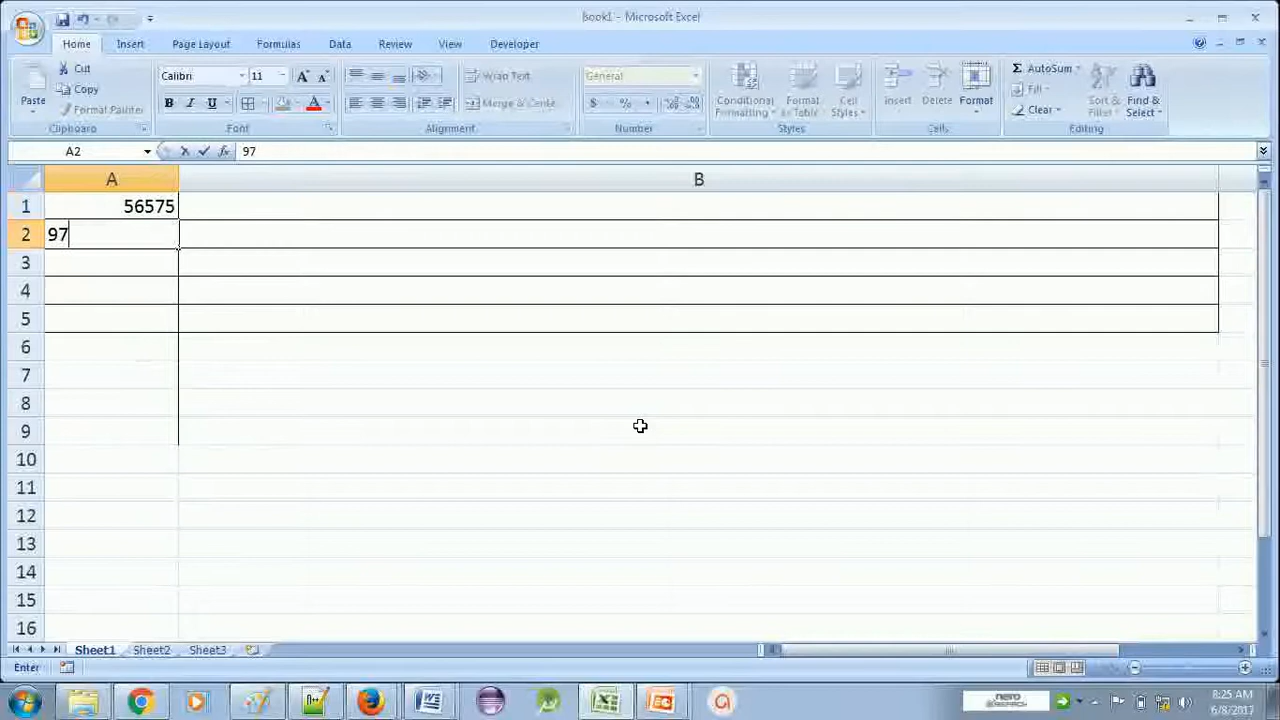 book1 - Microsoft Excel
Home Insert Page Layout Formulas Data Review View Developer
Paste
Cut
Copy
Format Painter
Clipboard
Calibri 11
B I U
Font
Wrap Text
Merge & Center
Alignment
General
$ % ,
Number
Conditional Formatting
Format as Table
Cell Styles
Styles
Insert
Delete
Format
Cells
Σ AutoSum
Fill
Clear
Sort & Filter
Find & Select
Editing
A2 fx 97
A B
1 56575
2 97
3
4
5
6
7
8
9
10
11
12
13
14
15
16
Sheet1 Sheet2 Sheet3
Enter
nero
8:25 AM
6/8/2017